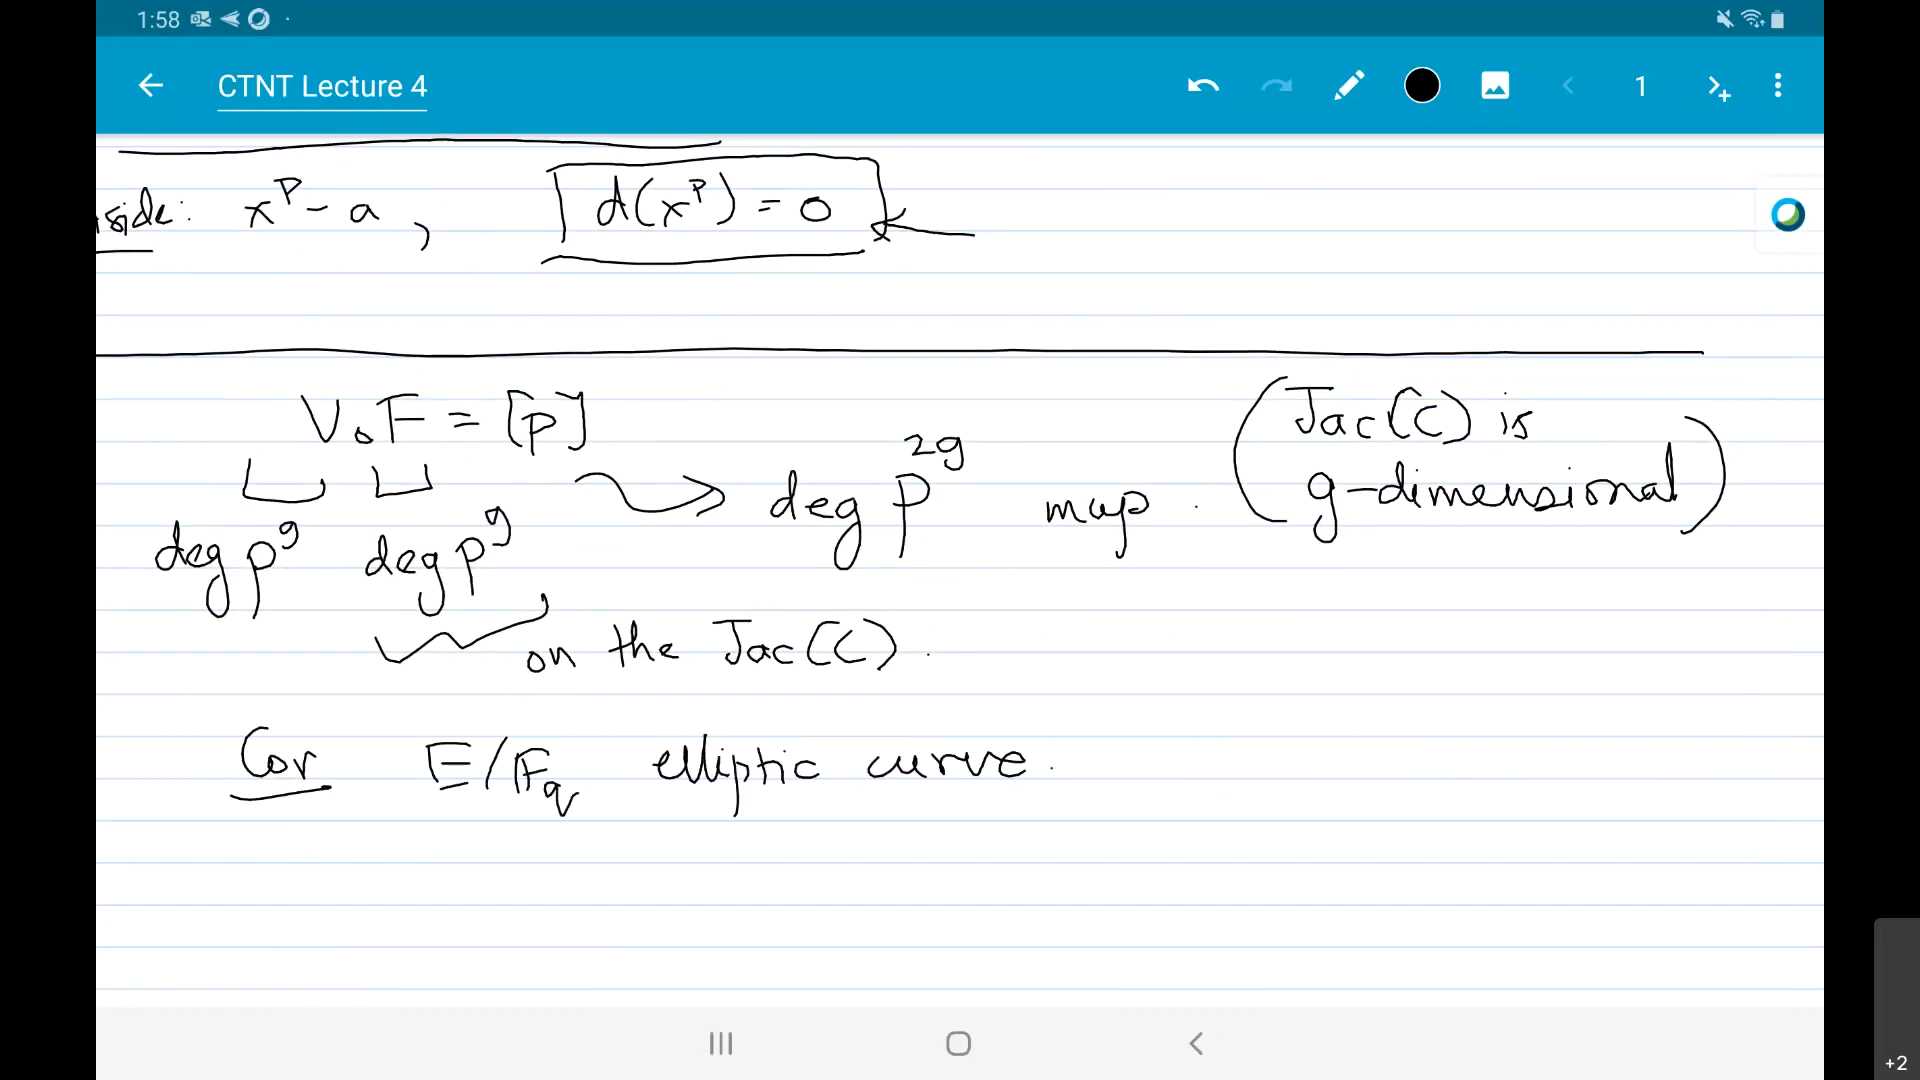 1:58
CTNT Lecture 4
1
side: x^p - a, d(x^p) = 0
V∘F = [p]
deg p^g deg p^g
deg p^{2g} map. (Jac(C) is g-dimensional)
on the Jac(C).
Cor E/𝔽_q elliptic curve.
+2